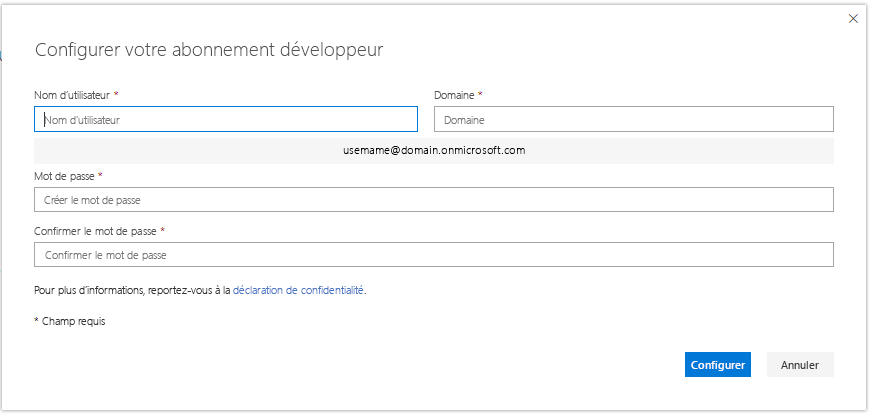 Configurer votre abonnement développeur
Nom d'utilisateur *
Domaine *
Nom d'utilisateur
Domaine
username@domain.onmicrosoft.com
Mot de passe *
Créer le mot de passe
Confirmer le mot de passe *
Confirmer le mot de passe
Pour plus d'informations, reportez-vous à la déclaration de confidentialité.
* Champ requis
Configurer
Annuler